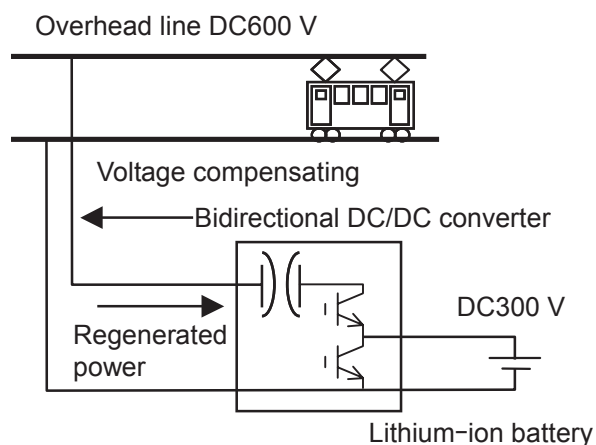 Overhead line DC600 V
Voltage compensating
Bidirectional DC/DC converter
Regenerated
power
DC300 V
Lithium-ion battery